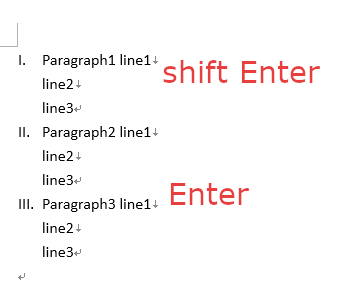 I. Paragraph1 line1↓
shift Enter
line2↓
line3↵
II. Paragraph2 line1↓
line2↓
line3↵
Enter
III. Paragraph3 line1↓
line2↓
line3↵
↵